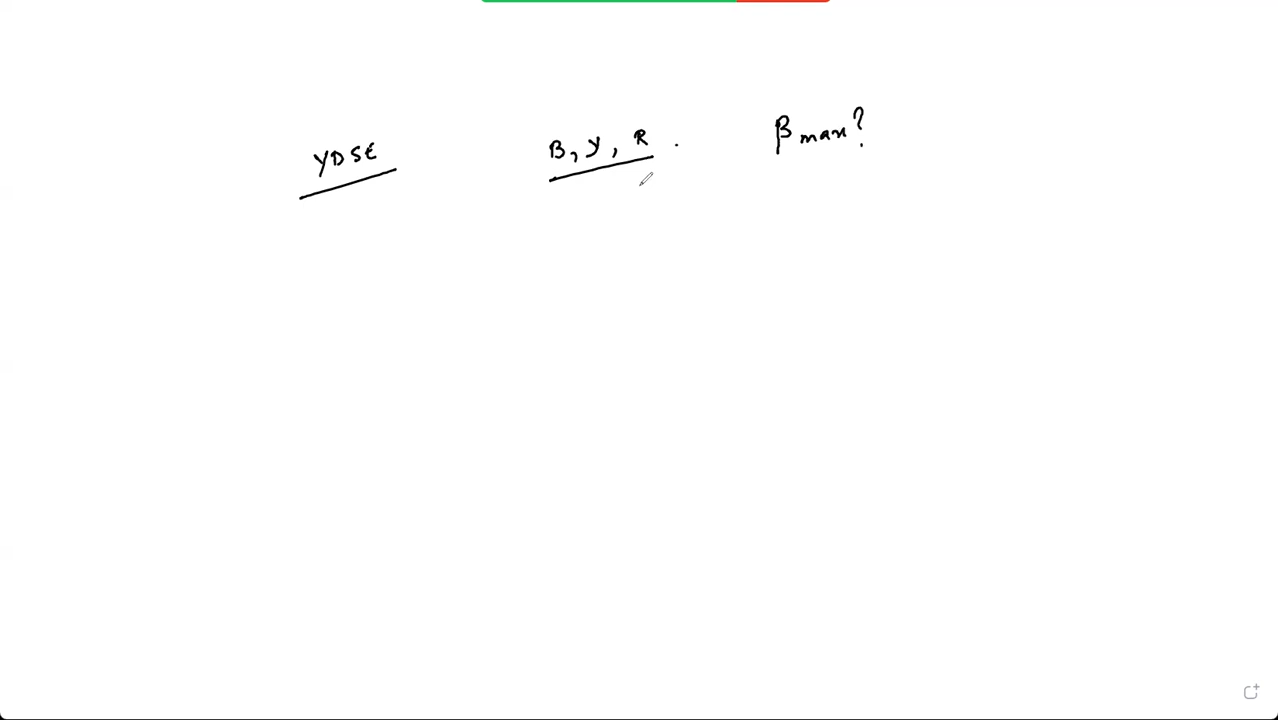 YDSE B, Y, R . βmax?